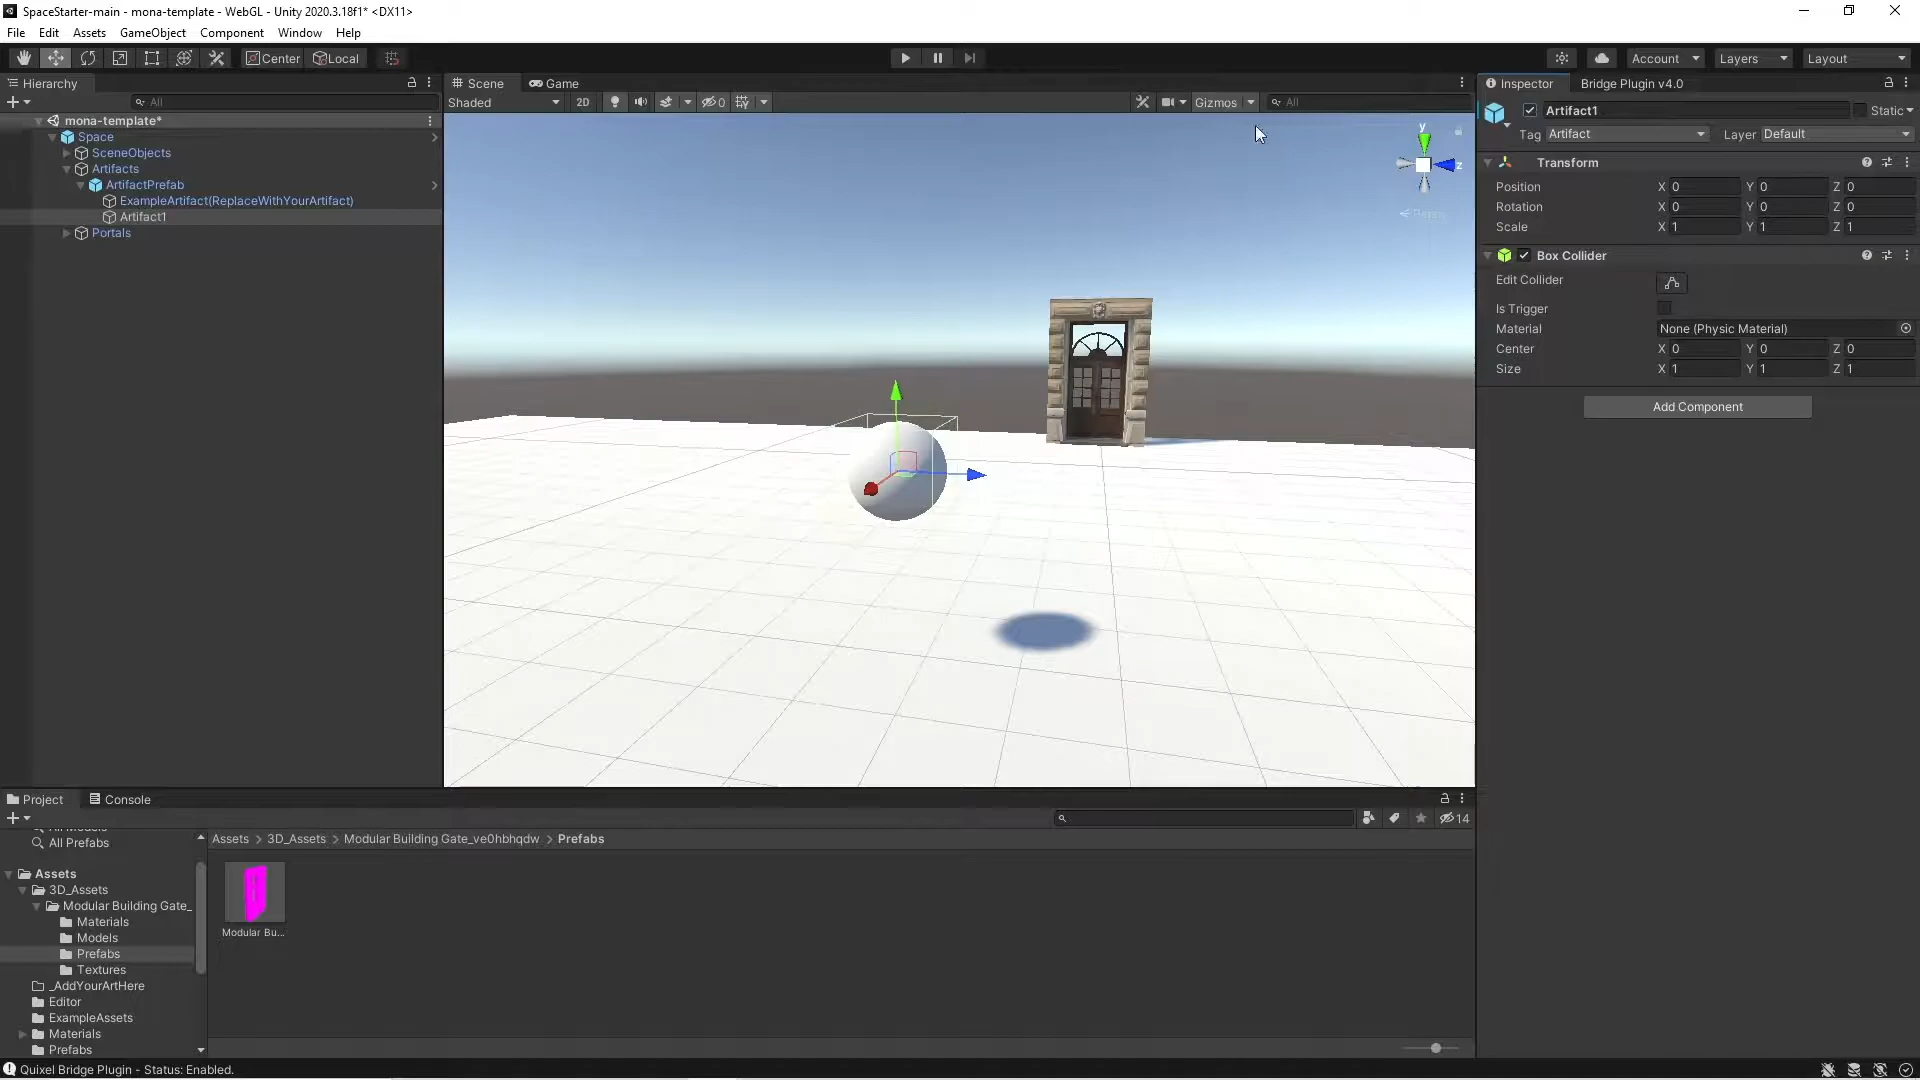 SpaceStarter-main - mona-template - WebGL - Unity 2020.3.18f1* <DX11>
File Edit Assets GameObject Component Window Help
Center Local Account Layers Layout
Hierarchy
All
mona-template*
Space
SceneObjects
Artifacts
ArtifactPrefab
ExampleArtifact(ReplaceWithYourArtifact)
Artifact1
Portals
Scene Game
Shaded 2D 0 Gizmos All
y
z
Inspector Bridge Plugin v4.0
Artifact1 Static
Tag Artifact Layer Default
Transform
Position X 0 Y 0 Z 0
Rotation X 0 Y 0 Z 0
Scale X 1 Y 1 Z 1
Box Collider
Edit Collider
Is Trigger
Material None (Physic Material)
Center X 0 Y 0 Z 0
Size X 1 Y 1 Z 1
Add Component
Project Console
14
All Prefabs
Assets
3D_Assets
Modular Building Gate_
Materials
Models
Prefabs
Textures
_AddYourArtHere
Editor
ExampleAssets
Materials
Prefabs
Assets > 3D_Assets > Modular Building Gate_ve0hbhqdw > Prefabs
Modular Bu...
Quixel Bridge Plugin - Status: Enabled.